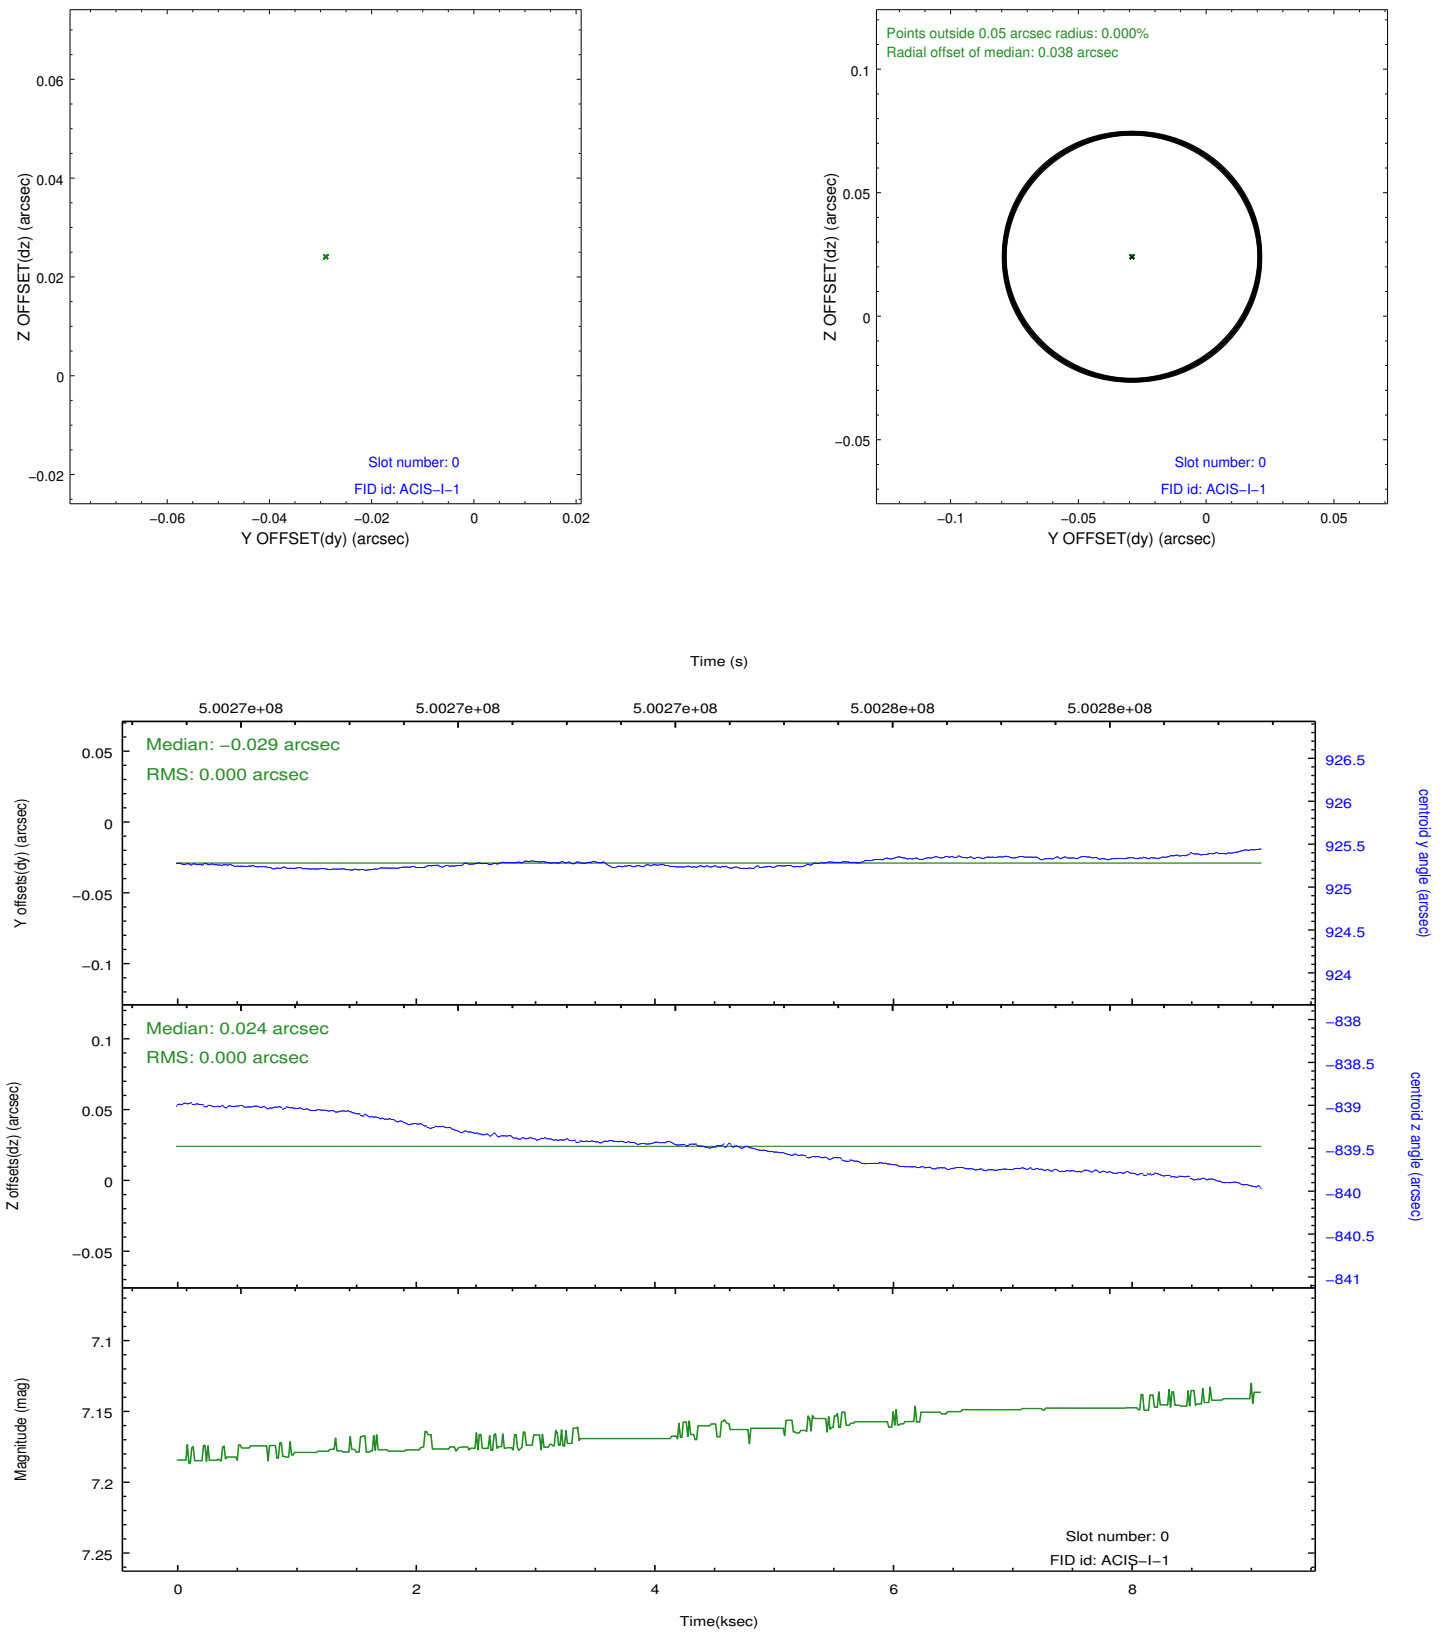 0.06
0.04
0.02
0
−0.02
Z OFFSET(dz) (arcsec)
Slot number: 0
FID id: ACIS−I−1
−0.06
−0.04
−0.02
0
0.02
Y OFFSET(dy) (arcsec)
Points outside 0.05 arcsec radius: 0.000%
Radial offset of median: 0.038 arcsec
0.1
0.05
0
−0.05
Z OFFSET(dz) (arcsec)
Slot number: 0
FID id: ACIS−I−1
−0.1
−0.05
0
0.05
Y OFFSET(dy) (arcsec)
Time (s)
5.0027e+08
5.0027e+08
5.0027e+08
5.0028e+08
5.0028e+08
Median: −0.029 arcsec
RMS: 0.000 arcsec
0.05
0
−0.05
−0.1
Y offsets(dy) (arcsec)
926.5
926
925.5
925
924.5
924
centroid y angle (arcsec)
Median: 0.024 arcsec
RMS: 0.000 arcsec
0.1
0.05
0
−0.05
Z offsets(dz) (arcsec)
−838
−838.5
−839
−839.5
−840
−840.5
−841
centroid z angle (arcsec)
7.1
7.15
7.2
7.25
Magnitude (mag)
Slot number: 0
FID id: ACIS−I−1
0
2
4
6
8
Time(ksec)